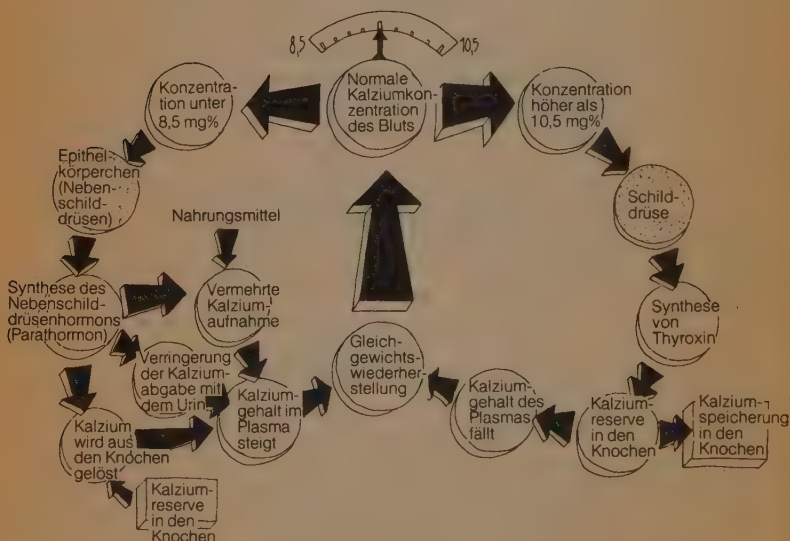 8,5
10,5
Normale
Kalziumkon-
zentration
des Bluts
Konzentra-
tion unter
8,5 mg%
Konzentration
höher als
10,5 mg%
Epithel-
körperchen
(Neben-
schild-
drüsen)
Schild-
drüse
Nahrungsmittel
Synthese des
Nebenschild-
drüsenhormons
(Parathormon)
Vermehrte
Kalzium-
aufnahme
Synthese
von
Thyroxin
Verringerung
der Kalzium-
abgabe mit
dem Urin
Gleich-
gewichts-
wiederher-
stellung
Kalzium
wird aus
den Knochen
gelöst
Kalzium-
gehalt im
Plasma
steigt
Kalzium-
gehalt des
Plasmas
fällt
Kalzium-
reserve
in den
Knochen
Kalzium-
speicherung
in den
Knochen
Kalzium-
reserve
in den
Knochen